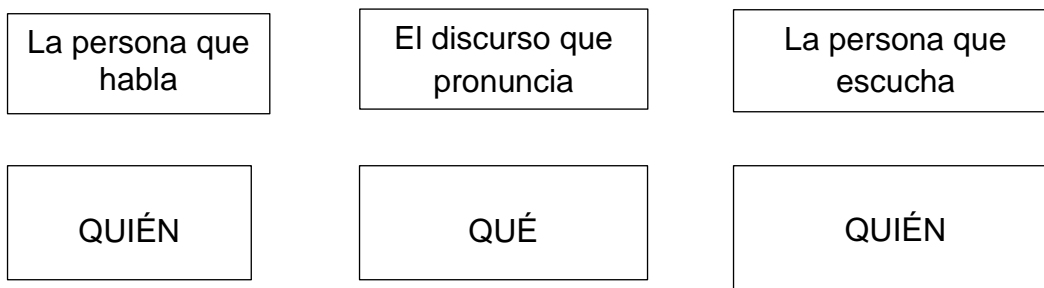 La persona que
habla
El discurso que
pronuncia
La persona que
escucha
QUIÉN
QUÉ
QUIÉN